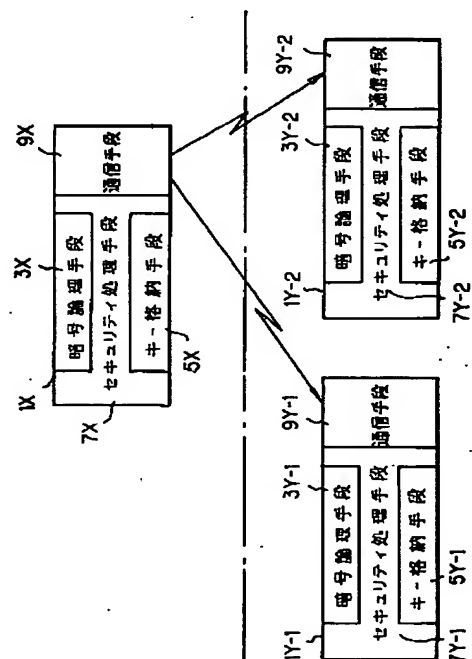 1X
3X
9X
暗号論理手段
セキュリティ処理手段
キー格納手段
通信手段
7X
5X
1Y-1
3Y-1
9Y-1
暗号論理手段
セキュリティ処理手段
キー格納手段
通信手段
7Y-1
5Y-1
1Y-2
3Y-2
9Y-2
暗号論理手段
セキュリティ処理手段
キー格納手段
通信手段
7Y-2
5Y-2